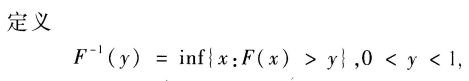 定义
F⁻¹(y) = inf{x:F(x) > y},0 < y < 1,